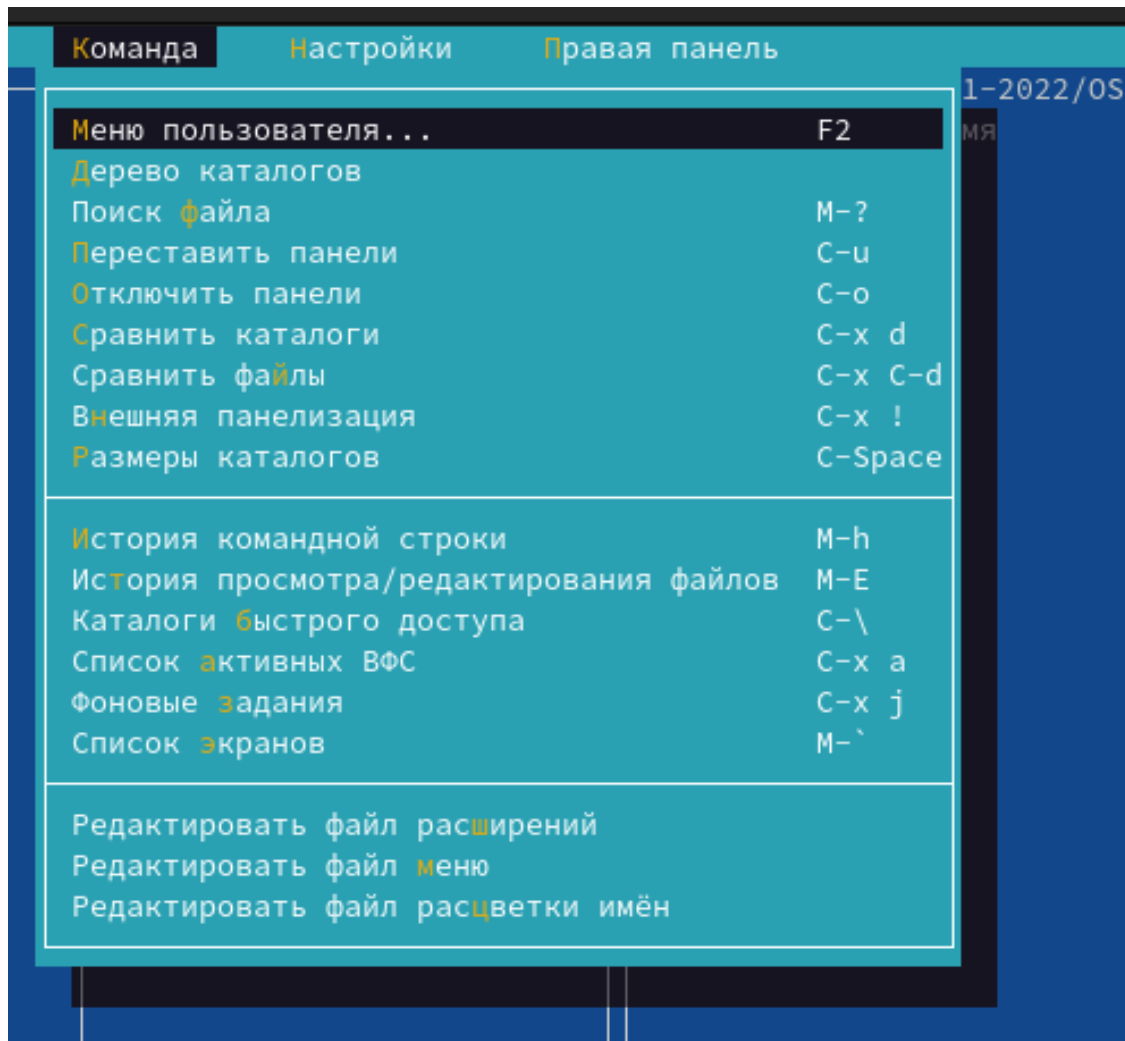 Команда Настройки Правая панель
1-2022/OS
Меню пользователя... F2
мя
Дерево каталогов
Поиск файла M-?
Переставить панели C-u
Отключить панели C-o
Сравнить каталоги C-x d
Сравнить файлы C-x C-d
Внешняя панелизация C-x !
Размеры каталогов C-Space
История командной строки M-h
История просмотра/редактирования файлов M-E
Каталоги быстрого доступа C-\
Список активных ВФС C-x a
Фоновые задания C-x j
Список экранов M-`
Редактировать файл расширений
Редактировать файл меню
Редактировать файл расцветки имён